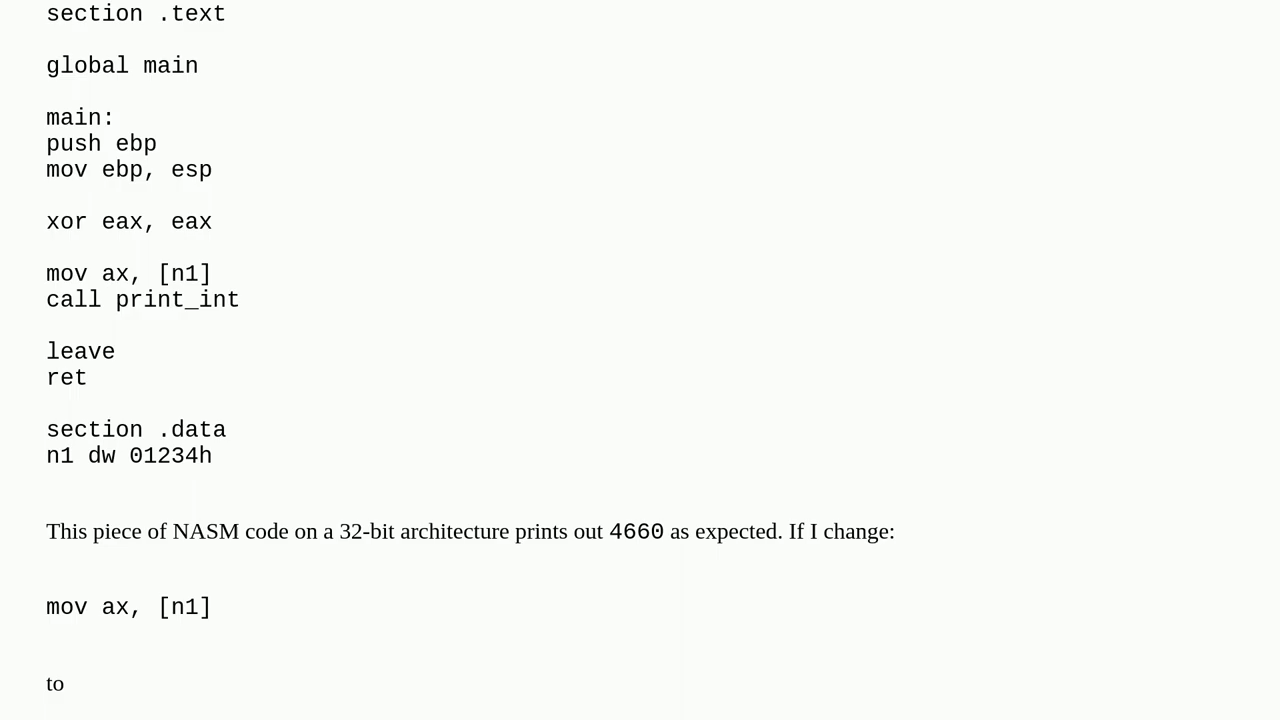 section .text
global main
main:
push ebp
mov ebp, esp
xor eax, eax
mov ax, [n1]
call print_int
leave
ret
section .data
n1 dw 01234h
This piece of NASM code on a 32-bit architecture prints out 4660 as expected. If I change:
mov ax, [n1]
to